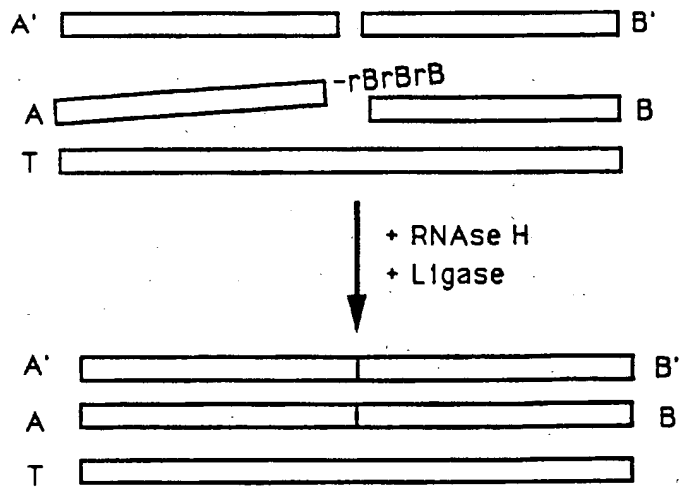 A' B'
-rBrBrB
A B
T
+ RNAse H
+ Ligase
A' B'
A B
T